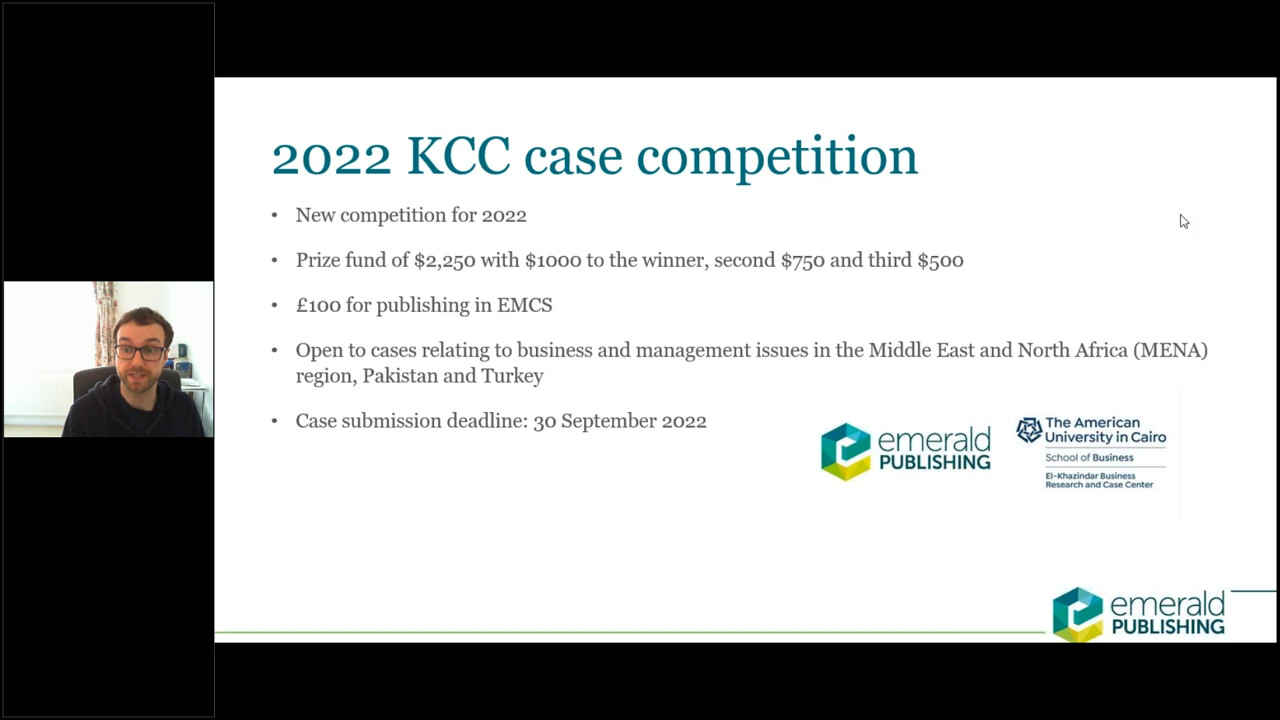 2022 KCC case competition
• New competition for 2022
• Prize fund of $2,250 with $1000 to the winner, second $750 and third $500
• £100 for publishing in EMCS
• Open to cases relating to business and management issues in the Middle East and North Africa (MENA)
region, Pakistan and Turkey
• Case submission deadline: 30 September 2022
emerald
PUBLISHING
The American
University in Cairo
School of Business
El-Khazindar Business
Research and Case Center
emerald
PUBLISHING